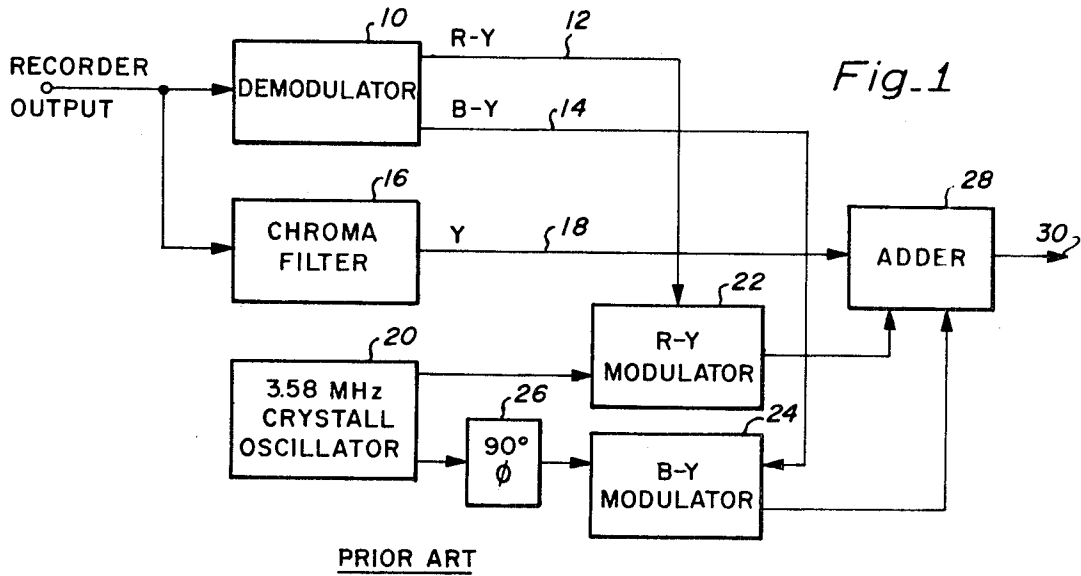 10
R-Y
12
RECORDER
OUTPUT
DEMODULATOR
Fig_1
B-Y
14
16
CHROMA
FILTER
Y
18
28
ADDER
30
20
3.58 MHz
CRYSTALL
OSCILLATOR
22
R-Y
MODULATOR
26
90°
φ
24
B-Y
MODULATOR
PRIOR ART